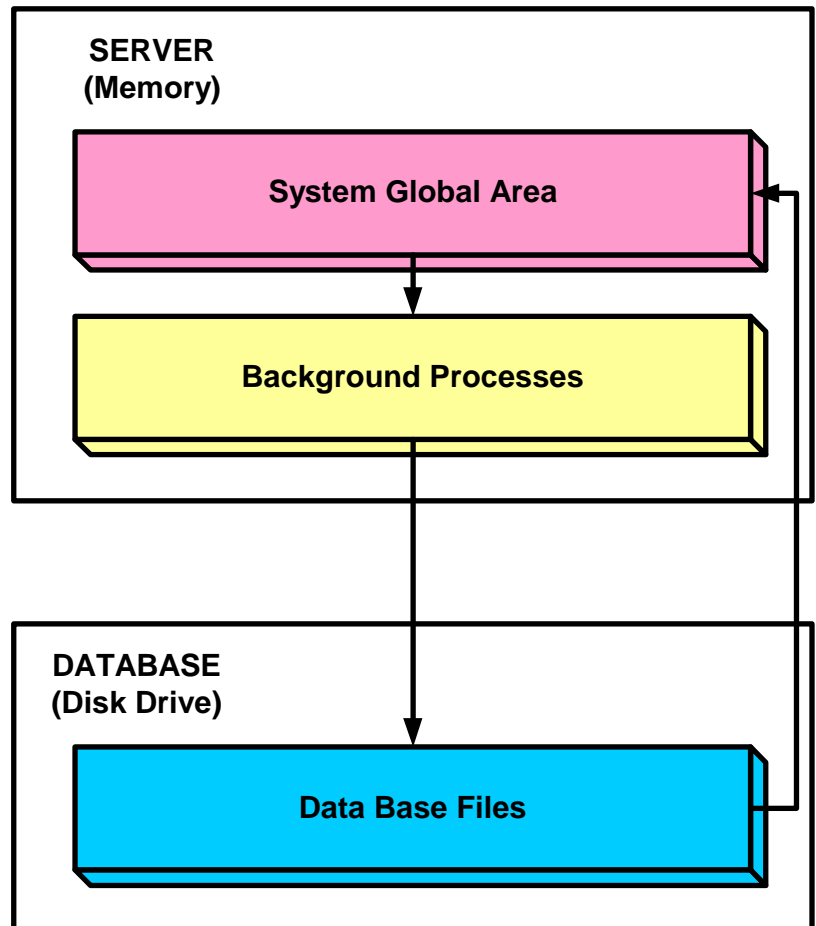 SERVER
(Memory)
System Global Area
Background Processes
DATABASE
(Disk Drive)
Data Base Files